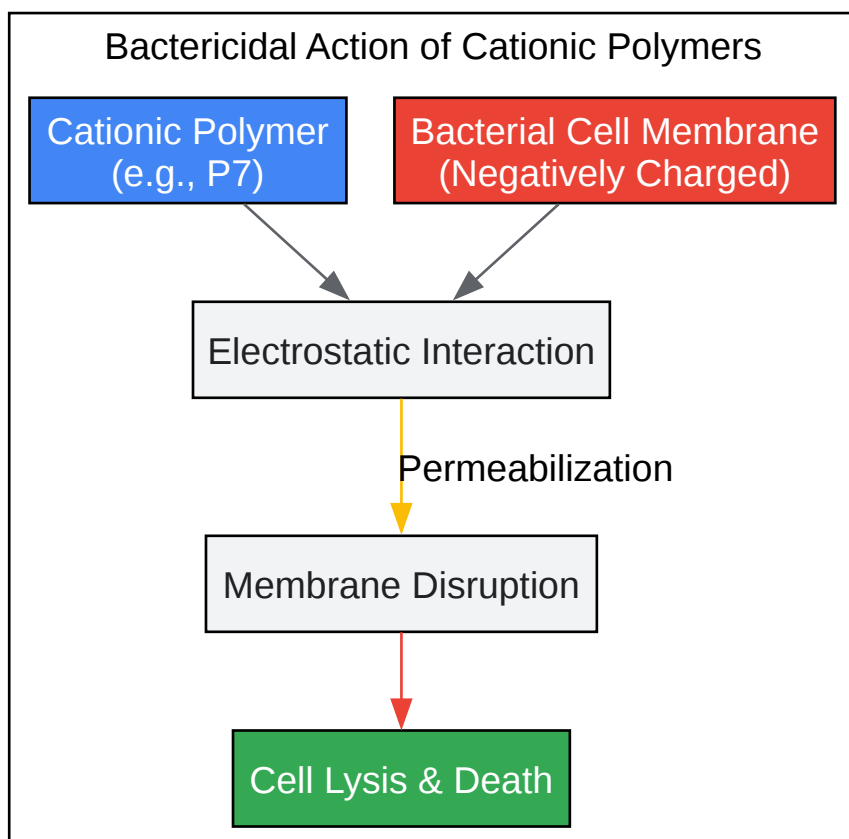 Bactericidal Action of Cationic Polymers
Cationic Polymer
(e.g., P7)
Bacterial Cell Membrane
(Negatively Charged)
Electrostatic Interaction
Permeabilization
Membrane Disruption
Cell Lysis & Death